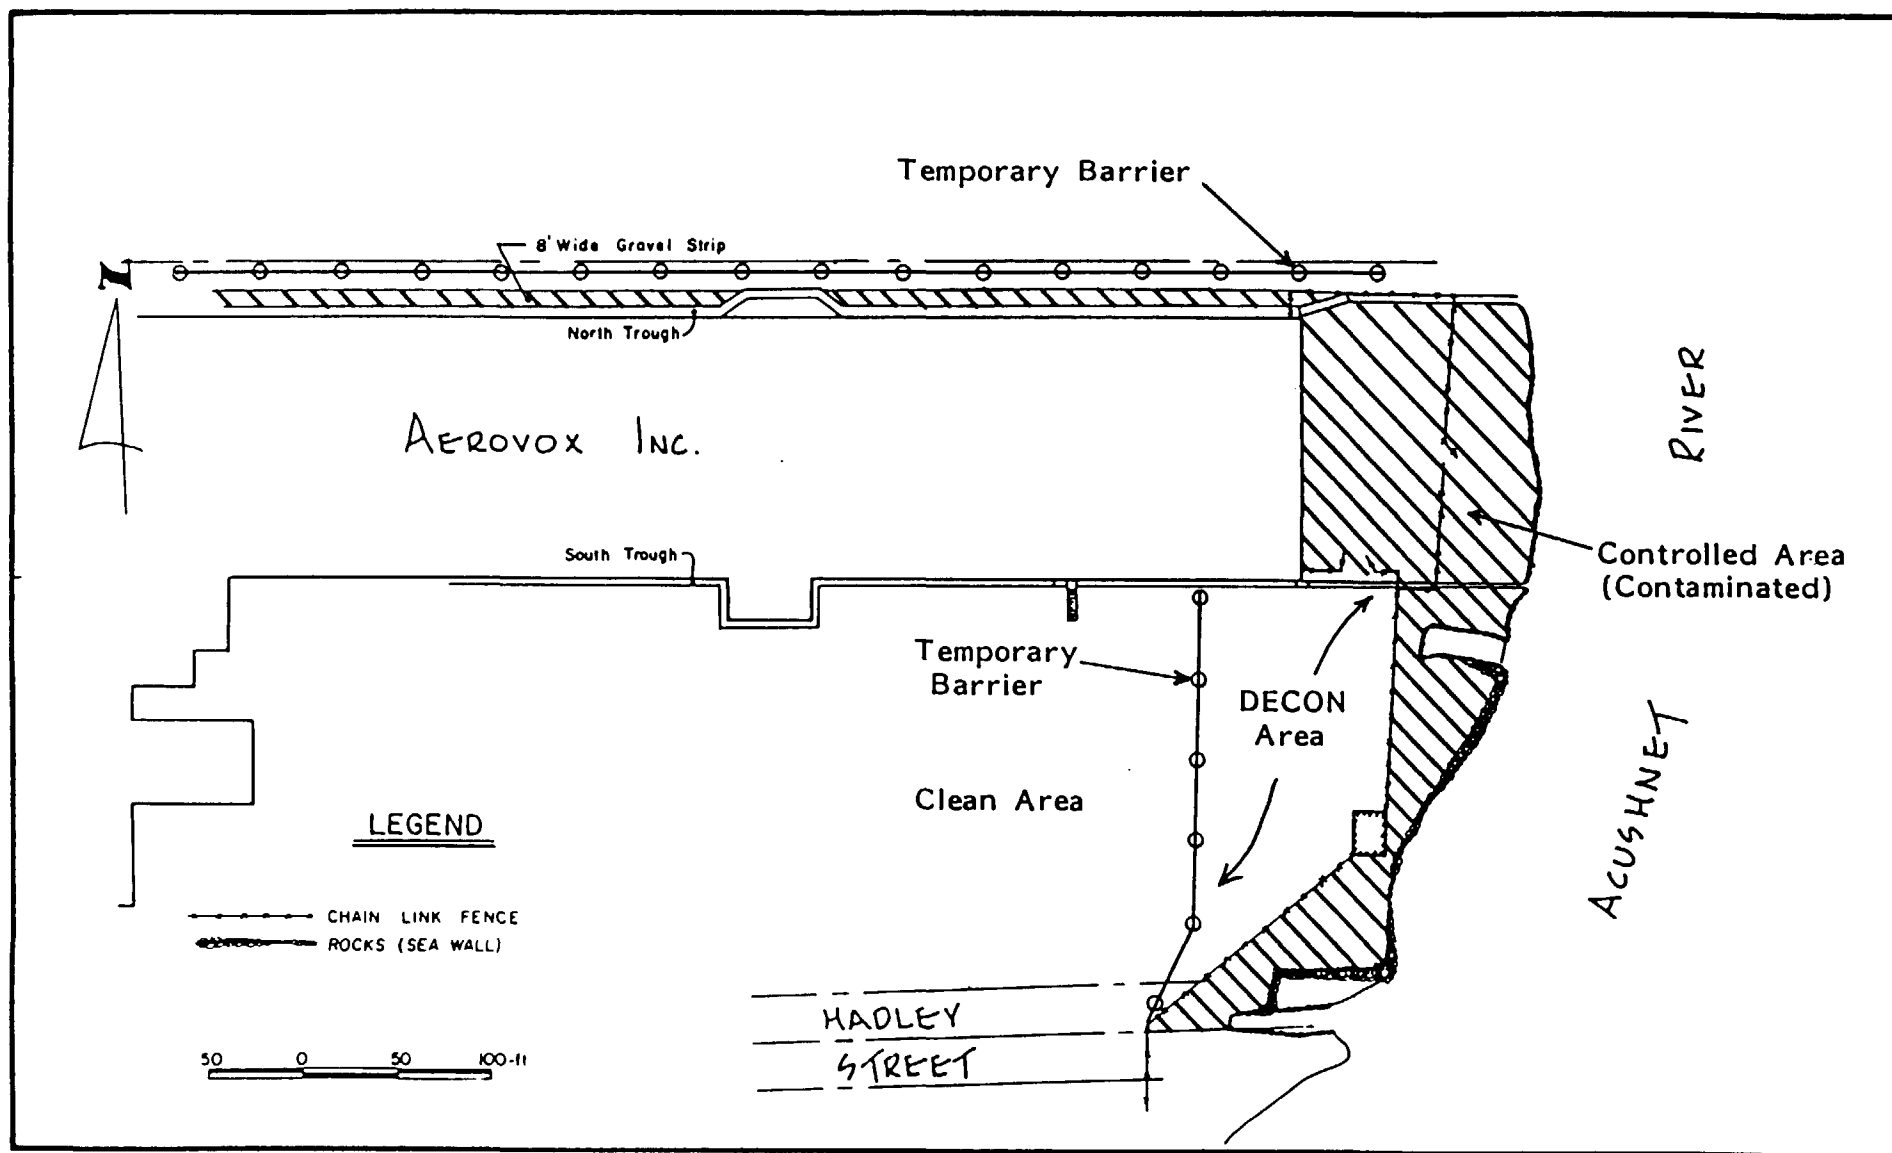 Temporary Barrier
8' Wide Gravel Strip
North Trough
AEROVOX INC.
RIVER
South Trough
Controlled Area
(Contaminated)
Temporary
Barrier
DECON
Area
Clean Area
ACUSHNET
LEGEND
CHAIN LINK FENCE
ROCKS (SEA WALL)
HADLEY
STREET
50 0 50 100-ft